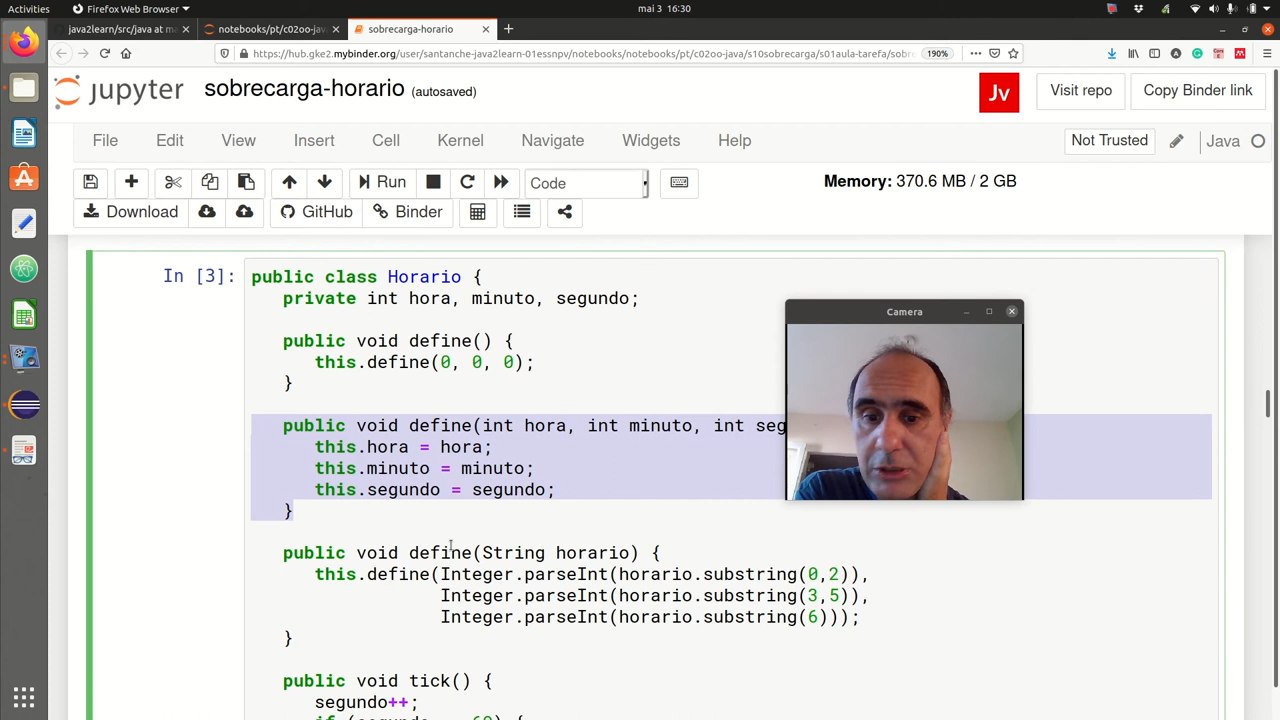 Activities
Firefox Web Browser
mai 3 16:30
java2learn/src/java at m
notebooks/pt/c02oo-jav
sobrecarga-horario
https://hub.gke2.mybinder.org/user/santanche-java2learn-01essnpv/notebooks/notebooks/pt/c02oo-java/s10sobrecarga/s01aula-tarefa/sobre
190%
jupyter
sobrecarga-horario
(autosaved)
Jv
Visit repo
Copy Binder link
File
Edit
View
Insert
Cell
Kernel
Navigate
Widgets
Help
Not Trusted
Java
Run
Code
Memory: 370.6 MB / 2 GB
Download
GitHub
Binder
In [3]:
public class Horario {
private int hora, minuto, segundo;
public void define() {
this.define(0, 0, 0);
}
public void define(int hora, int minuto, int seg
this.hora = hora;
this.minuto = minuto;
this.segundo = segundo;
}
public void define(String horario) {
this.define(Integer.parseInt(horario.substring(0,2)),
Integer.parseInt(horario.substring(3,5)),
Integer.parseInt(horario.substring(6)));
}
public void tick() {
segundo++;
Camera